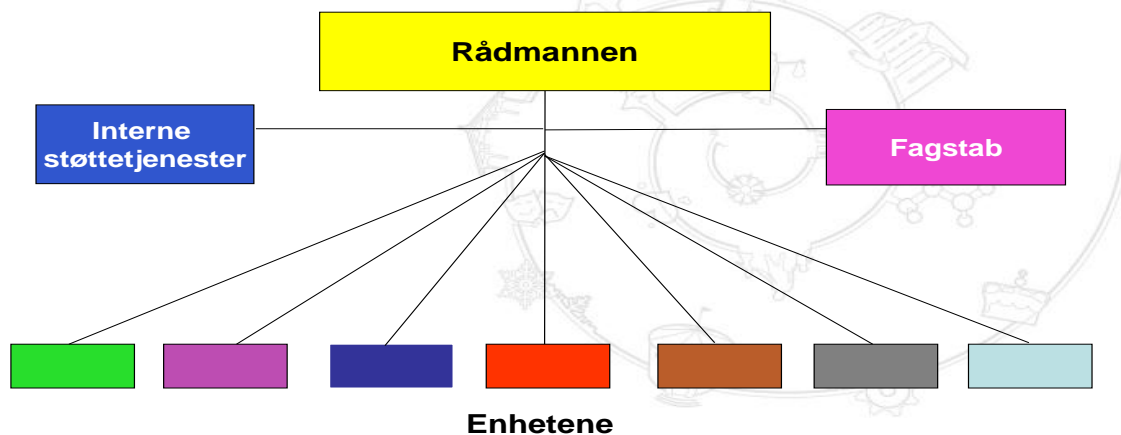 Rådmannen
Interne
støttetjenester
Fagstab
Enhetene